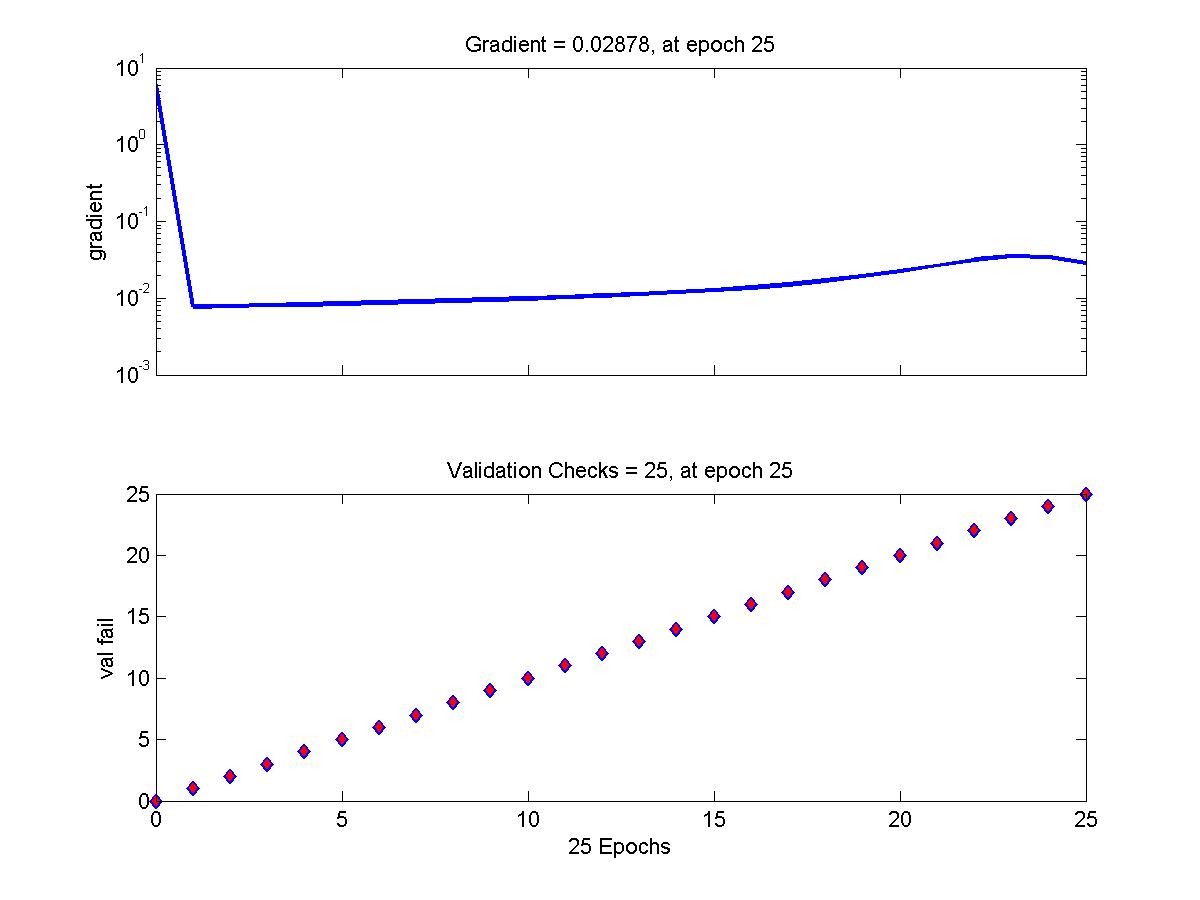 Gradient = 0.02878, at epoch 25
10^1
10^0
10^-1
10^-2
10^-3
gradient
Validation Checks = 25, at epoch 25
25
20
15
10
5
0
val fail
0 5 10 15 20 25
25 Epochs